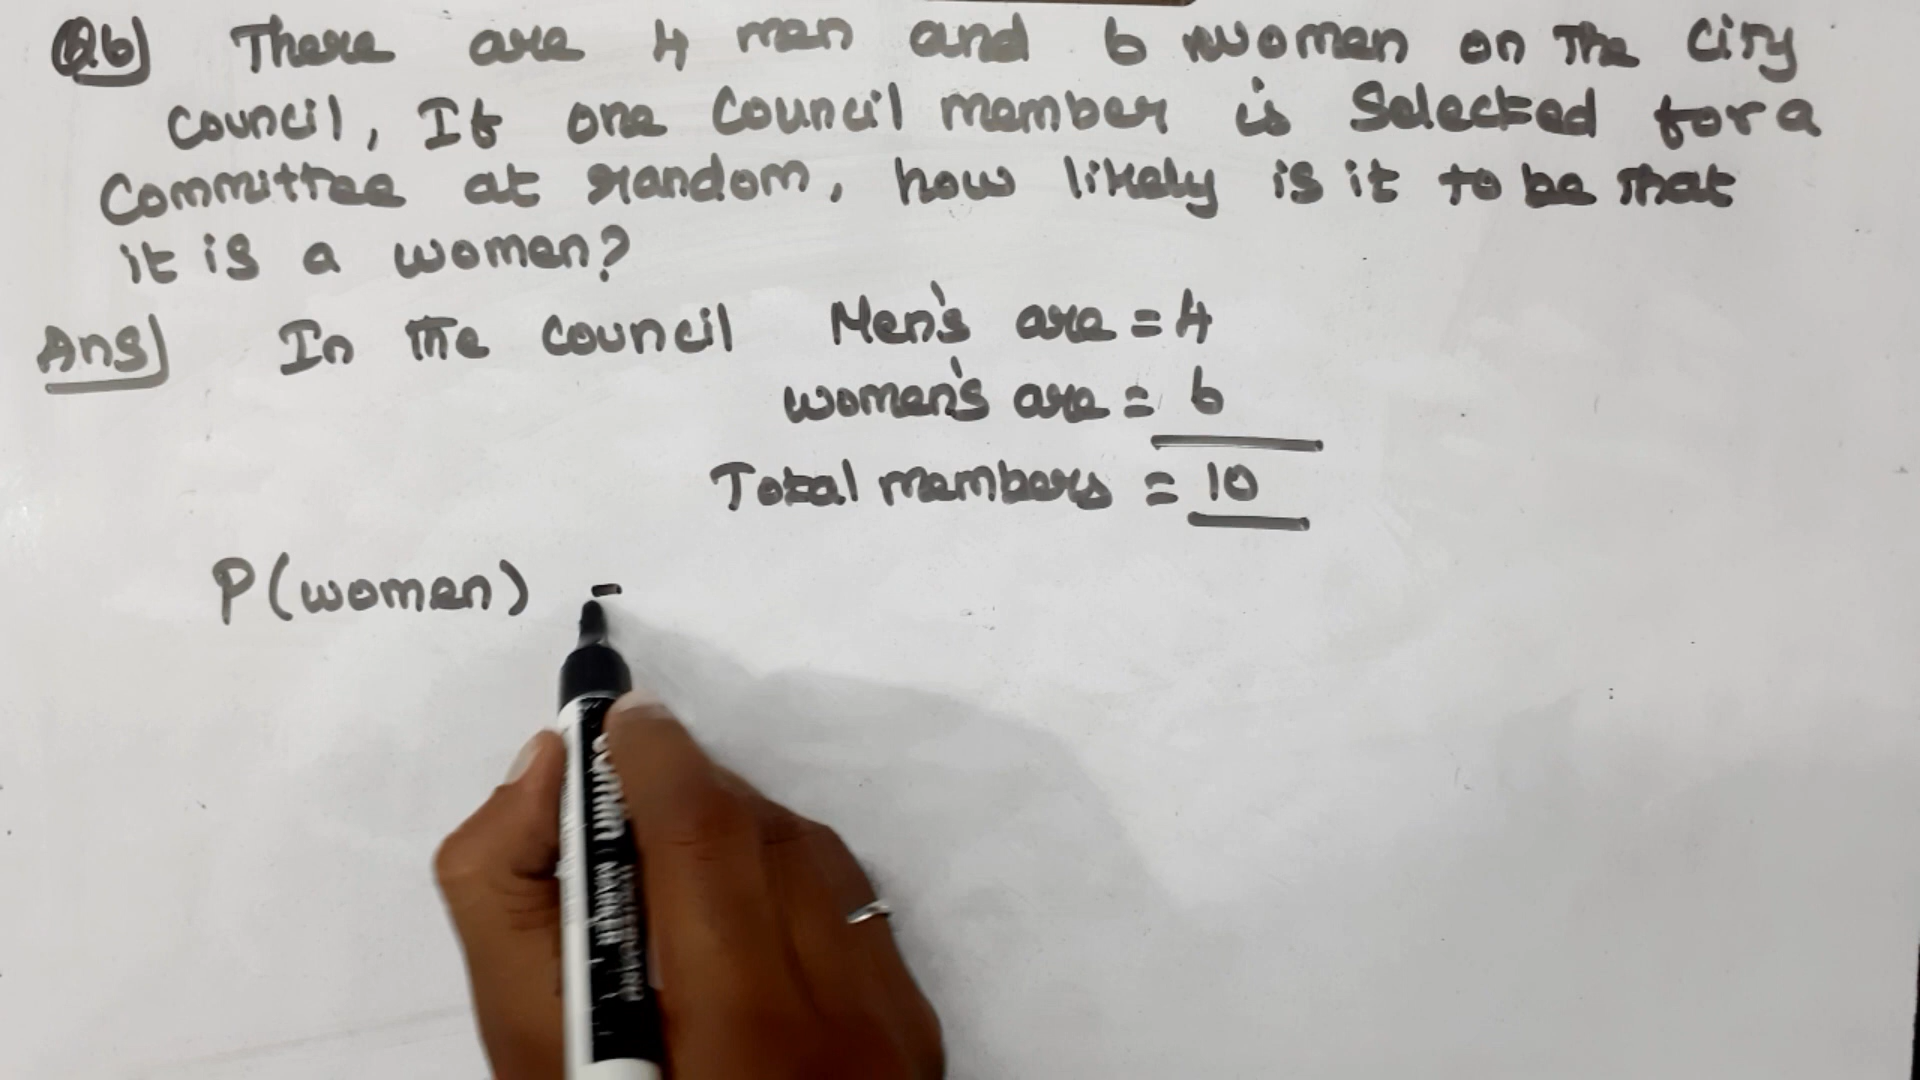 Q.6) There are 4 men and 6 women on the City
Council, If one Council member is Selected for a
Committee at random, how likely is it to be that
it is a women?
Ans) In the council Men's are = 4
women's are = 6
Total members = 10
P(women) -
MARKER